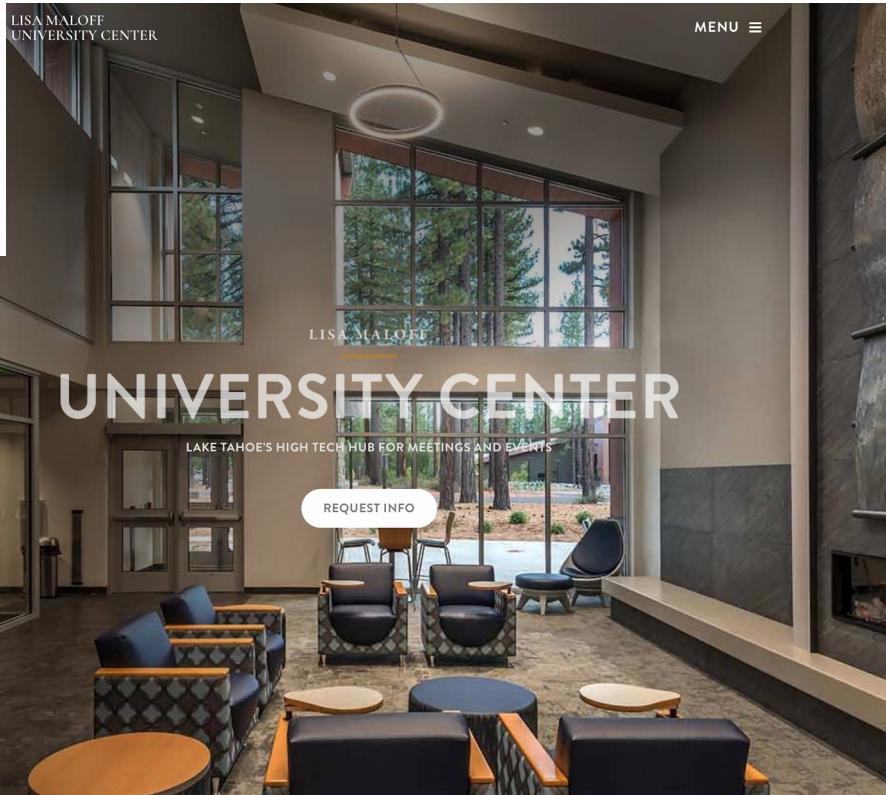 LISA MALOFF
UNIVERSITY CENTER
MENU
LISA MALOFF
UNIVERSITY CENTER
LAKE TAHOE'S HIGH TECH HUB FOR MEETINGS AND EVENTS
REQUEST INFO